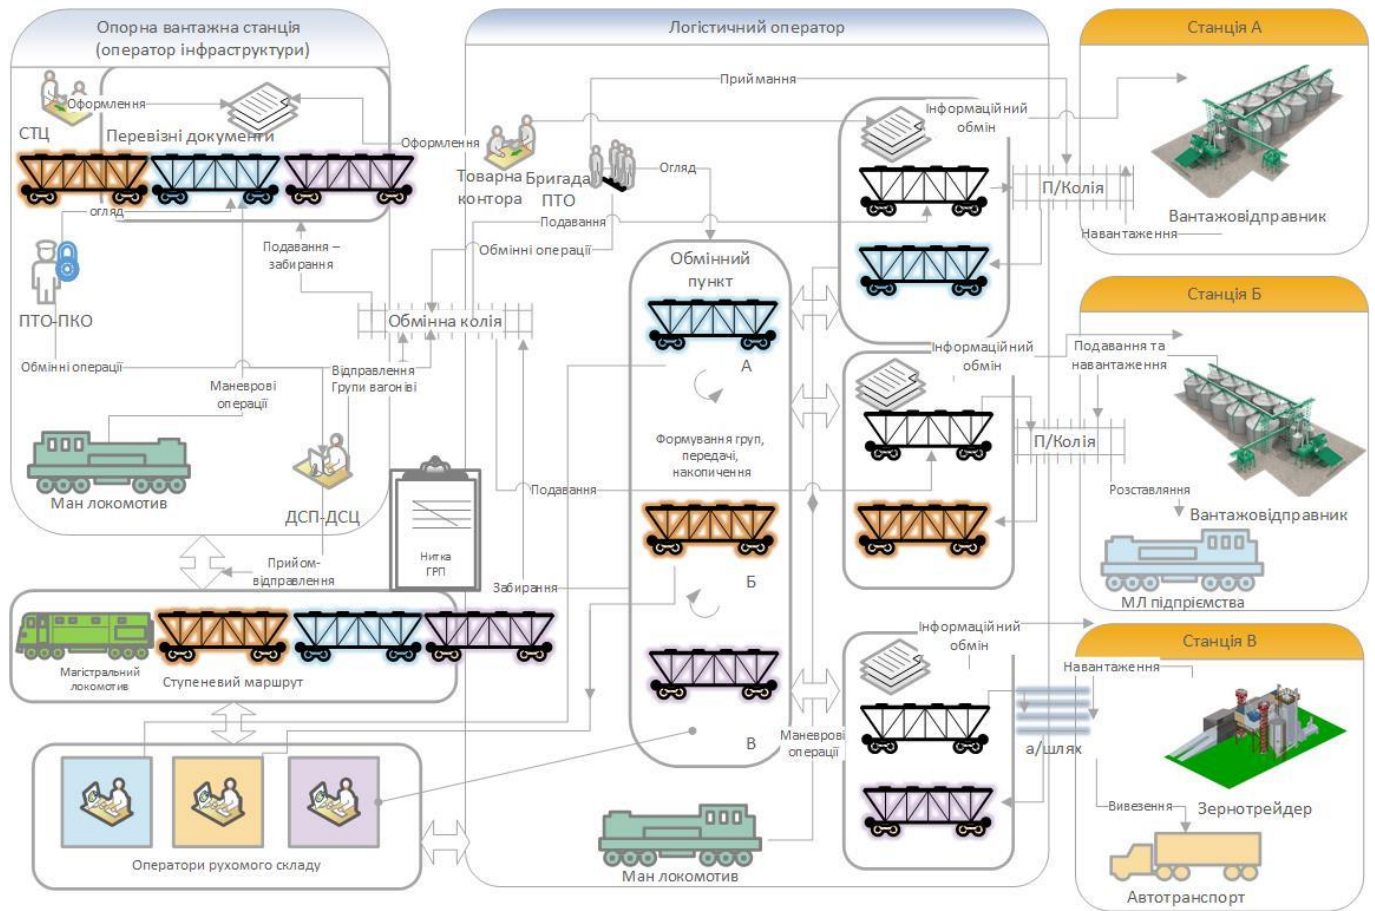 Опорна вантажна станція
(оператор інфраструктури)
СТЦ
Оформлення
Перевізні документи
огляд
ПТО-ПКО
Обмінні операції
Подавання –
забирання
Маневрові
операції
Ман локомотив
ДСП-ДСЦ
Відправлення
Групи вагонів
Прийом-
відправлення
Нитка
ГРП
Магістральний
локомотив
Ступеневий маршрут
Оператори рухомого складу
Логістичний оператор
Приймання
Оформлення
Товарна
контора
Бригада
ПТО
Огляд
Подавання
Обмінні операції
Обмінна колія
Обмінний
пункт
А
Формування груп,
передачі,
накопичення
Подавання
Б
Забирання
В
Маневрові
операції
Ман локомотив
Інформаційний
обмін
П/Колія
Інформаційний
обмін
П/Колія
Інформаційний
обмін
а/шлях
Станція А
Вантажовідправник
Навантаження
Станція Б
Подавання та
навантаження
Розставляння
Вантажовідправник
МЛ підпріємства
Станція В
Навантаження
Зернотрейдер
Вивезення
Автотранспорт